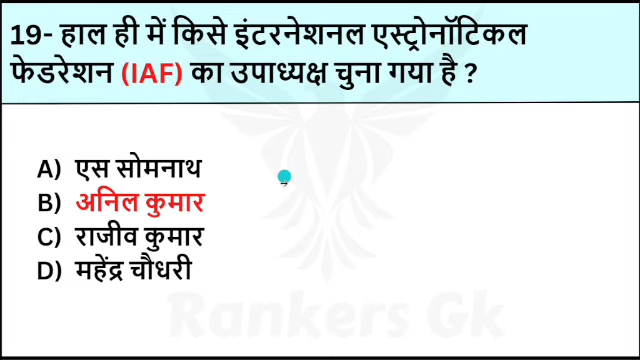 19- हाल ही में किसे इंटरनेशनल एस्ट्रोनॉटिकल
फेडरेशन (IAF) का उपाध्यक्ष चुना गया है ?
A) एस सोमनाथ
B) अनिल कुमार
C) राजीव कुमार
D) महेंद्र चौधरी
Rankers Gk